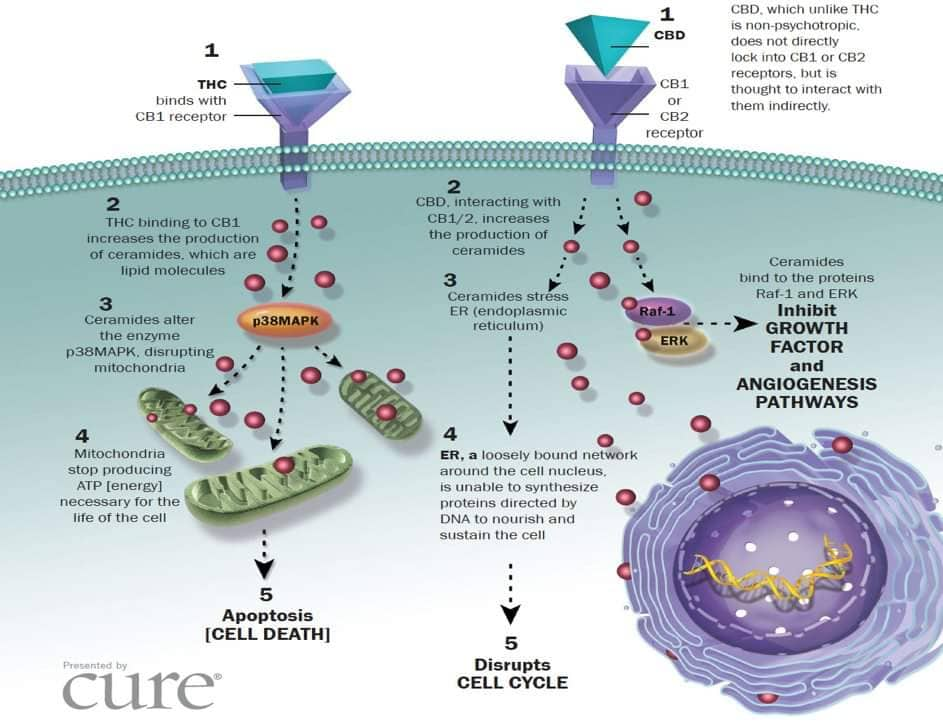 1
THC
binds with
CB1 receptor
2
THC binding to CB1
increases the production
of ceramides, which are
lipid molecules
3
Ceramides alter
the enzyme
p38MAPK, disrupting
mitochondria
p38MAPK
4
Mitochondria
stop producing
ATP [energy]
necessary for the
life of the cell
5
Apoptosis
[CELL DEATH]
1
CBD
CB1
or
CB2
receptor
CBD, which unlike THC
is non-psychotropic,
does not directly
lock into CB1 or CB2
receptors, but is
thought to interact with
them indirectly.
2
CBD, interacting with
CB1/2, increases
the production of
ceramides
3
Ceramides stress
ER (endoplasmic
reticulum)
Raf-1
ERK
Ceramides
bind to the proteins
Raf-1 and ERK
Inhibit
GROWTH
FACTOR
and
ANGIOGENESIS
PATHWAYS
4
ER, a loosely bound network
around the cell nucleus,
is unable to synthesize
proteins directed by
DNA to nourish and
sustain the cell
5
Disrupts
CELL CYCLE
Presented by
cure®